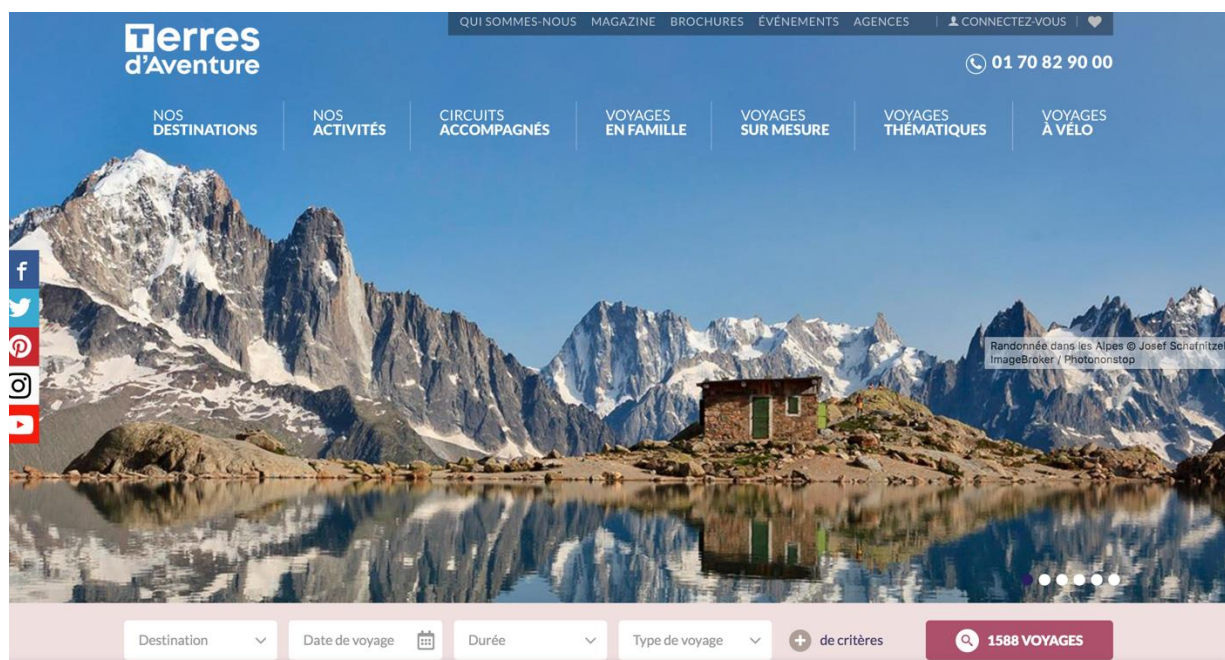 QUI SOMMES-NOUS MAGAZINE BROCHURES ÉVÉNEMENTS AGENCES | CONNECTEZ-VOUS |
Terres
d'Aventure
01 70 82 90 00
NOS
DESTINATIONS
NOS
ACTIVITÉS
CIRCUITS
ACCOMPAGNÉS
VOYAGES
EN FAMILLE
VOYAGES
SUR MESURE
VOYAGES
THÉMATIQUES
VOYAGES
À VÉLO
f
Randonnée dans les Alpes © Josef Schafnitzel
ImageBroker / Photononstop
Destination
Date de voyage
Durée
Type de voyage
+ de critères
1588 VOYAGES